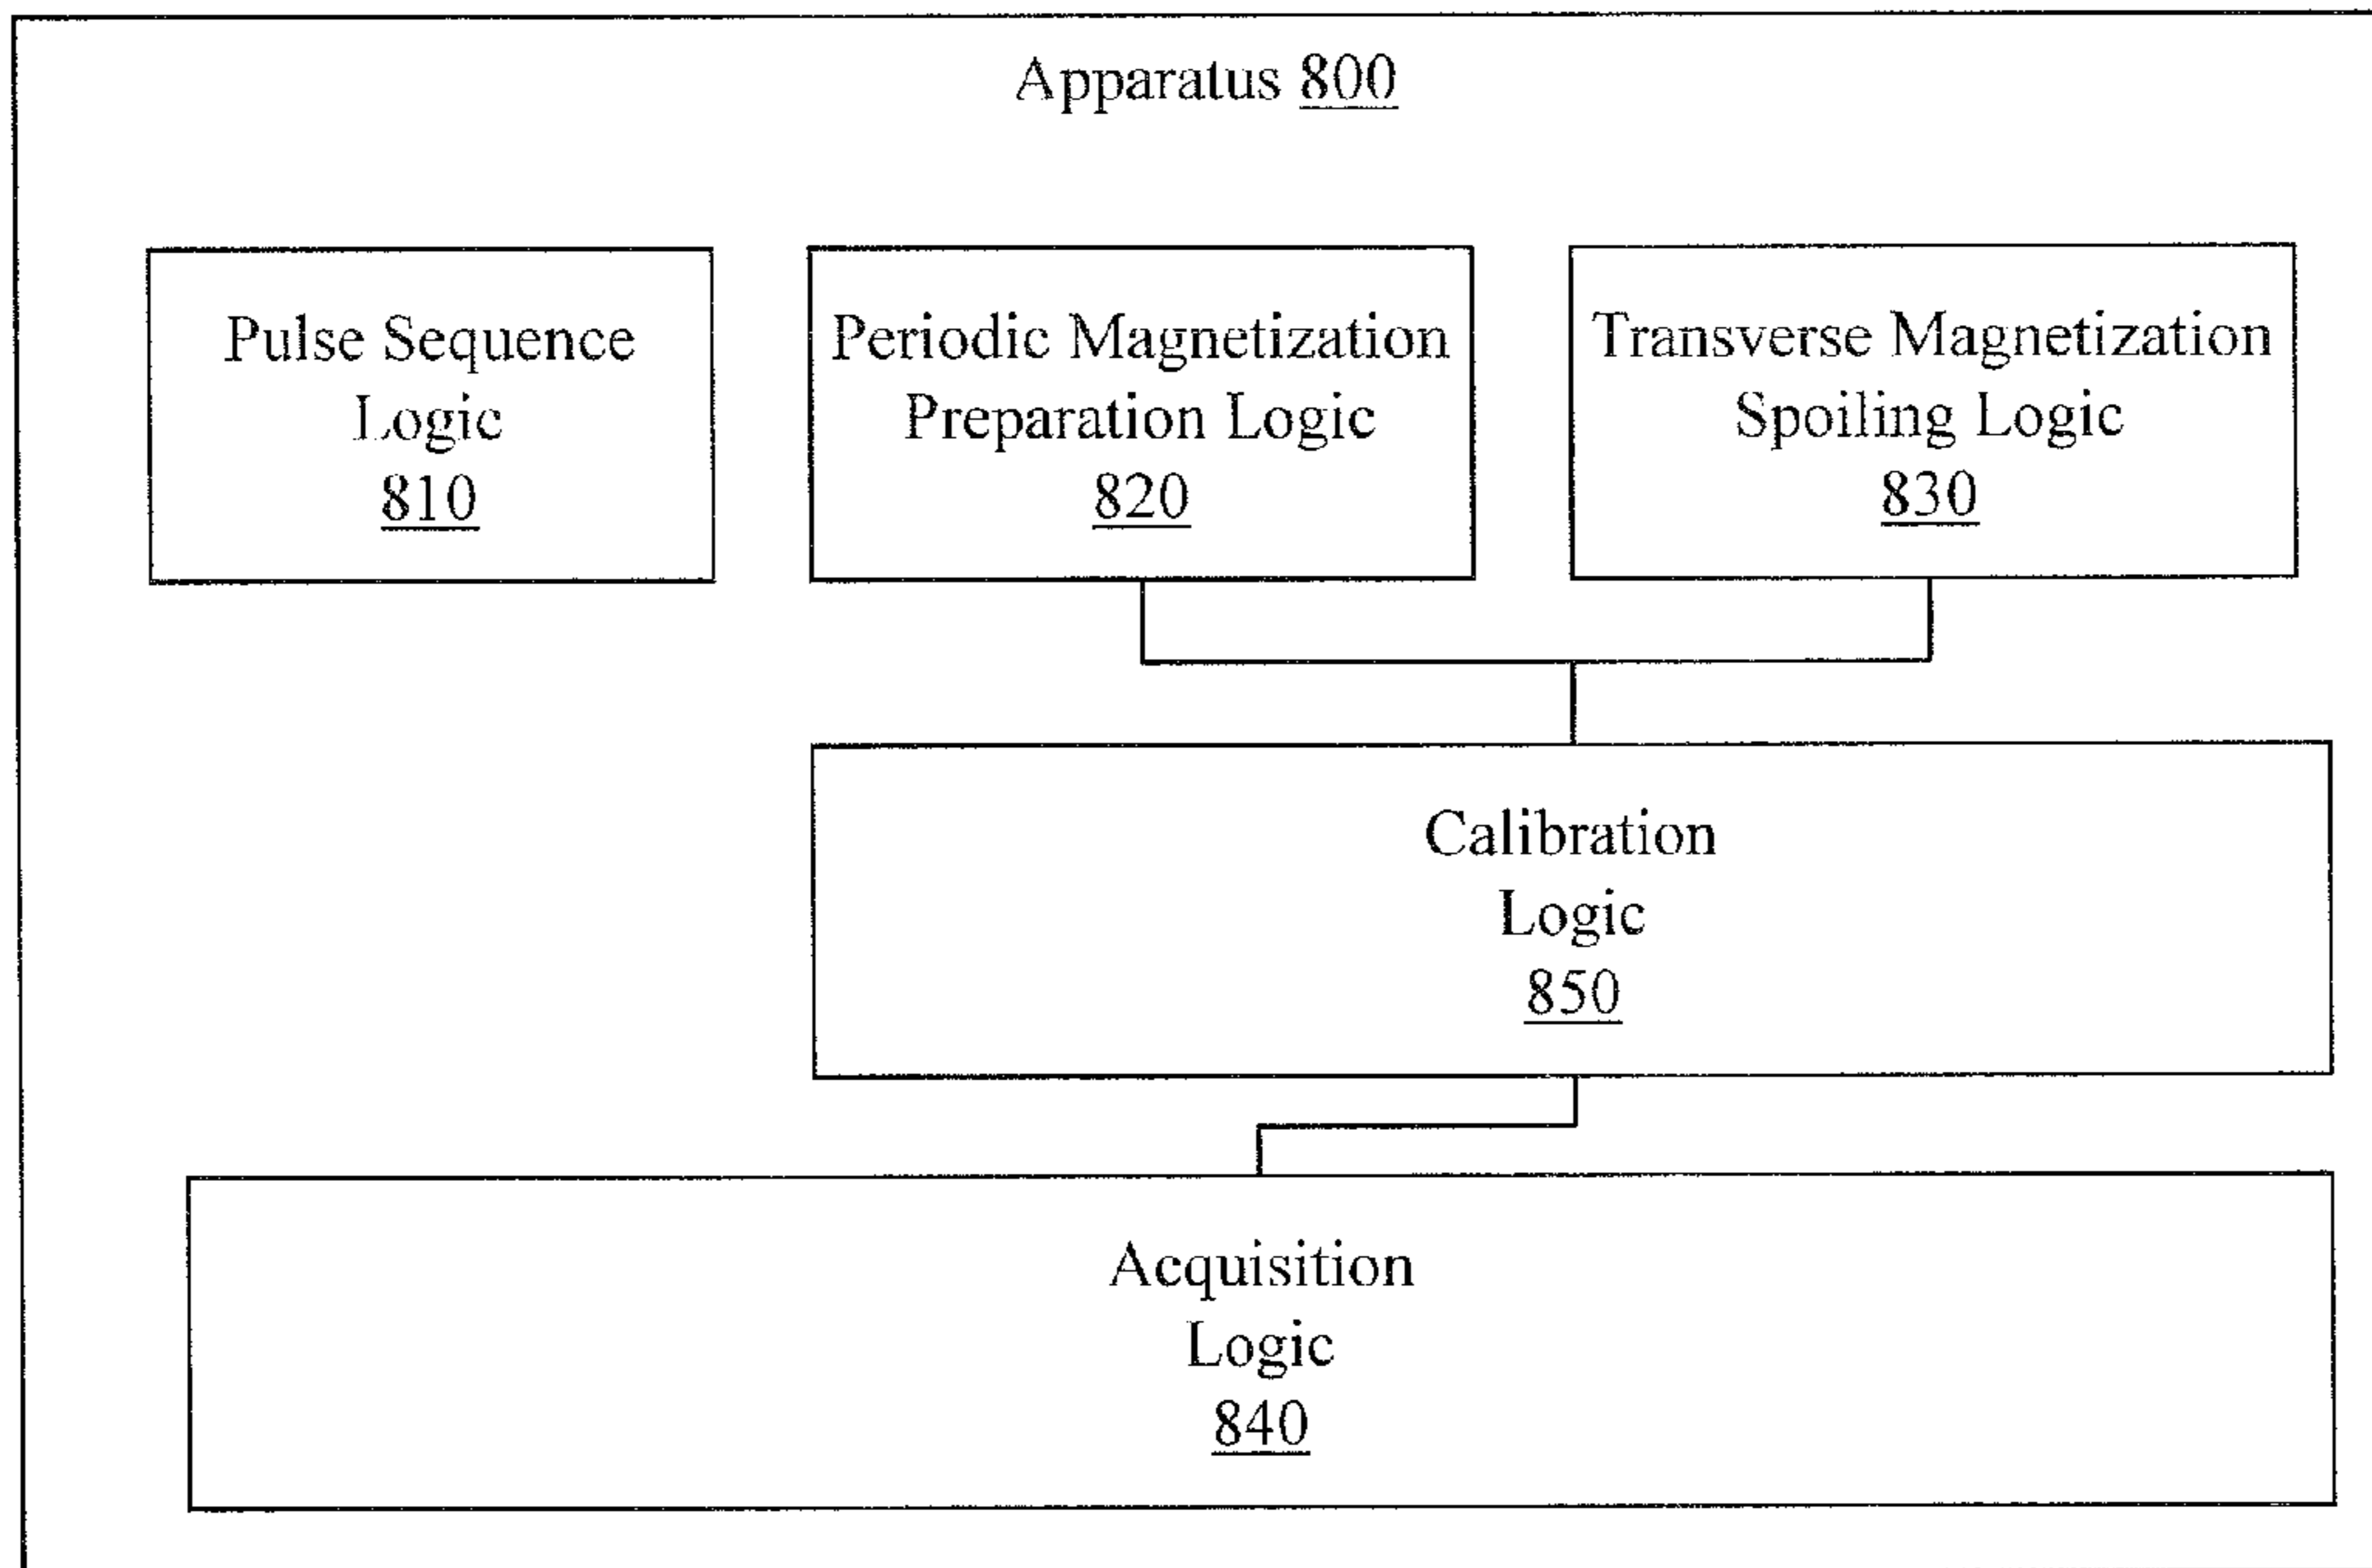 Apparatus 800
Pulse Sequence
Logic
810
Periodic Magnetization
Preparation Logic
820
Transverse Magnetization
Spoiling Logic
830
Calibration
Logic
850
Acquisition
Logic
840